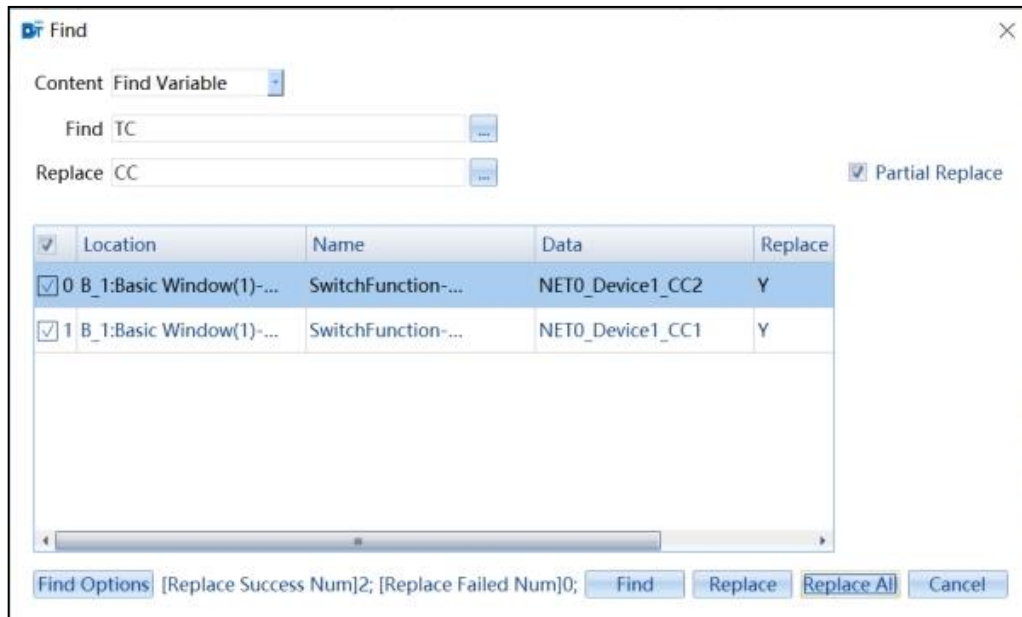 DT Find
Content Find Variable
Find TC ...
Replace CC ... Partial Replace
Location Name Data Replace
0 B_1:Basic Window(1)-... SwitchFunction-... NET0_Device1_CC2 Y
1 B_1:Basic Window(1)-... SwitchFunction-... NET0_Device1_CC1 Y
Find Options [Replace Success Num]2; [Replace Failed Num]0; Find Replace Replace All Cancel